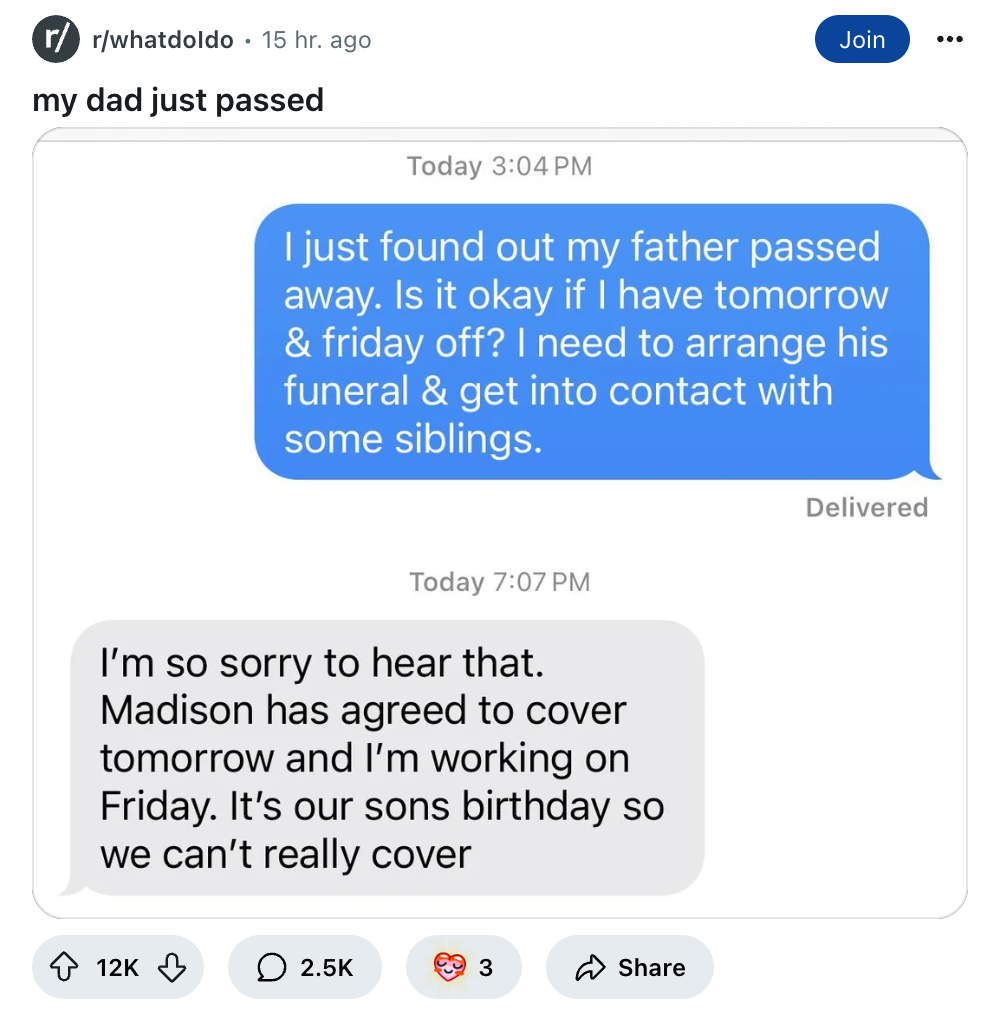 r/ r/whatdoIdo · 15 hr. ago Join
my dad just passed
Today 3:04 PM
I just found out my father passed
away. Is it okay if I have tomorrow
& friday off? I need to arrange his
funeral & get into contact with
some siblings.
Delivered
Today 7:07 PM
I'm so sorry to hear that.
Madison has agreed to cover
tomorrow and I'm working on
Friday. It's our sons birthday so
we can't really cover
12K 2.5K 3 Share